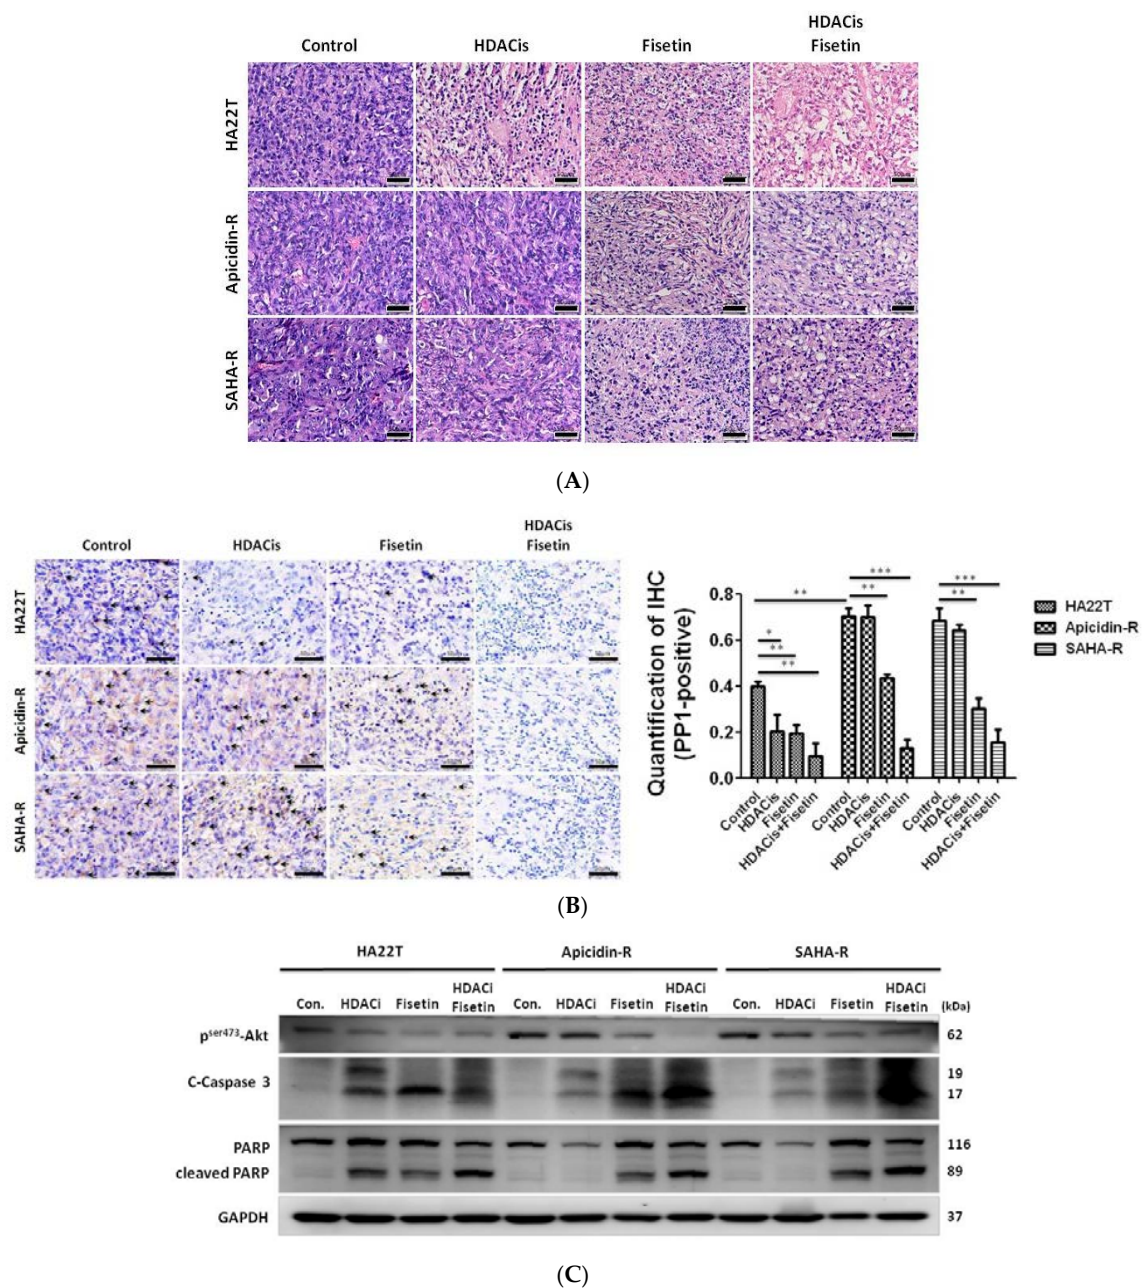 HDACis
Control HDACis Fisetin Fisetin
HA22T
Apicidin-R
SAHA-R
(A)
HDACis
Control HDACis Fisetin Fisetin
HA22T
Apicidin-R
SAHA-R
Quantification of IHC
(PP1-positive)
0.8
0.6
0.4
0.2
0.0
** *** ** *** **
* ** **
Control HDACis Fisetin HDACis+Fisetin
Control HDACis Fisetin HDACis+Fisetin
Control HDACis Fisetin HDACis+Fisetin
HA22T
Apicidin-R
SAHA-R
(B)
HA22T Apicidin-R SAHA-R
Con. HDACi Fisetin HDACi Fisetin Con. HDACi Fisetin HDACi Fisetin Con. HDACi Fisetin HDACi Fisetin (kDa)
pser473-Akt 62
C-Caspase 3 19
17
PARP 116
cleaved PARP 89
GAPDH 37
(C)